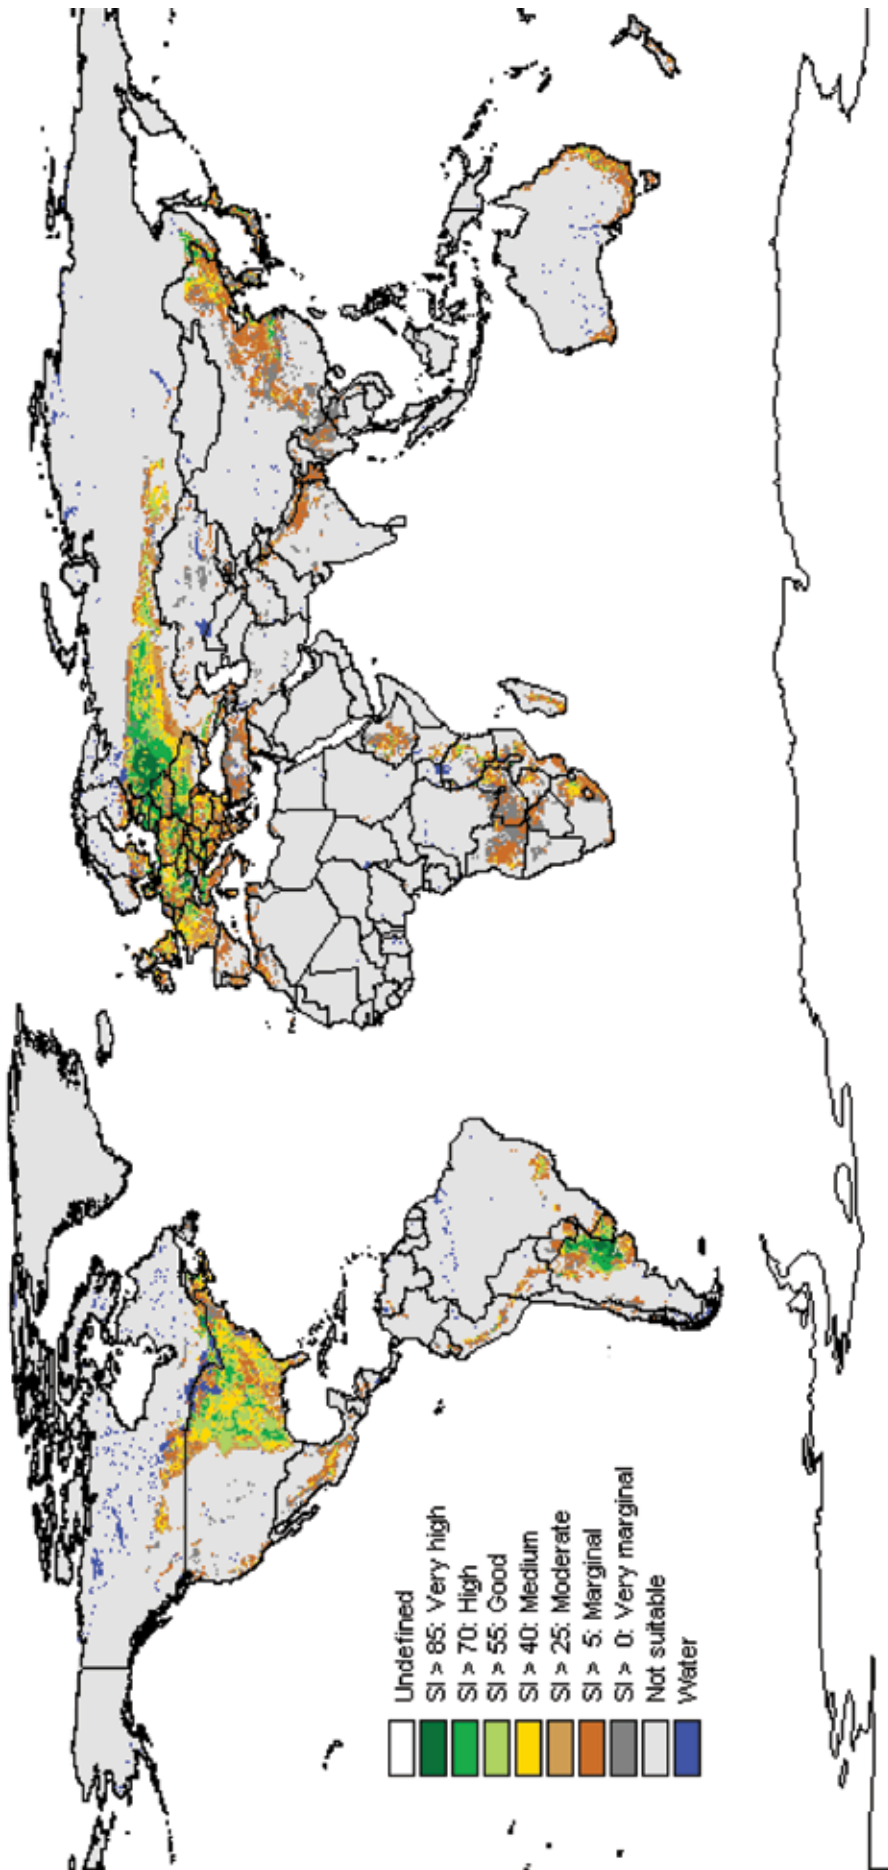 Undefined
SI > 85: Very high
SI > 70: High
SI > 55: Good
SI > 40: Medium
SI > 25: Moderate
SI > 5: Marginal
SI > 0: Very marginal
Not suitable
Water